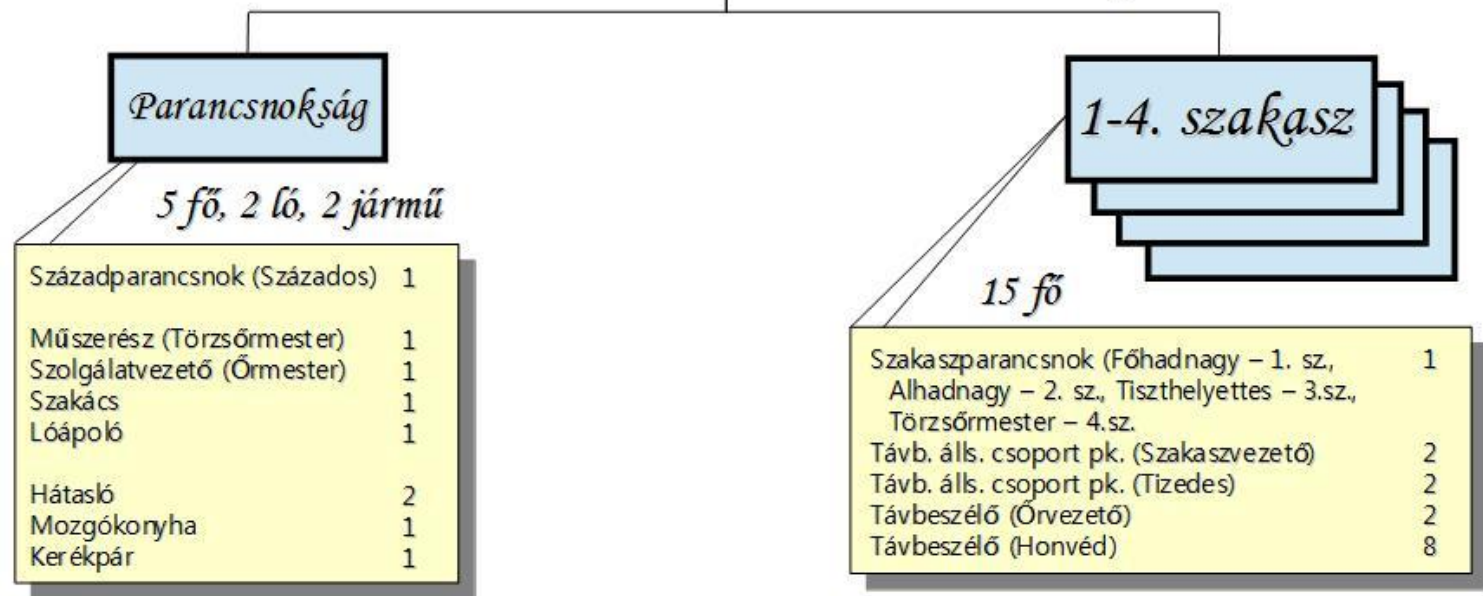 Parancsnokság
5 fő, 2 ló, 2 jármű
Századparancsnok (Százados) 1
Műszerész (Törzsőrmester) 1
Szolgálatvezető (Őrmester) 1
Szakács 1
Lóápoló 1
Hátasló 2
Mozgókonyha 1
Kerékpár 1
1-4. szakasz
15 fő
Szakaszparancsnok (Főhadnagy – 1. sz., 1
Alhadnagy – 2. sz., Tiszthelyettes – 3.sz.,
Törzsőrmester – 4.sz.
Távb. álls. csoport pk. (Szakaszvezető) 2
Távb. álls. csoport pk. (Tizedes) 2
Távbeszélő (Őrvezető) 2
Távbeszélő (Honvéd) 8